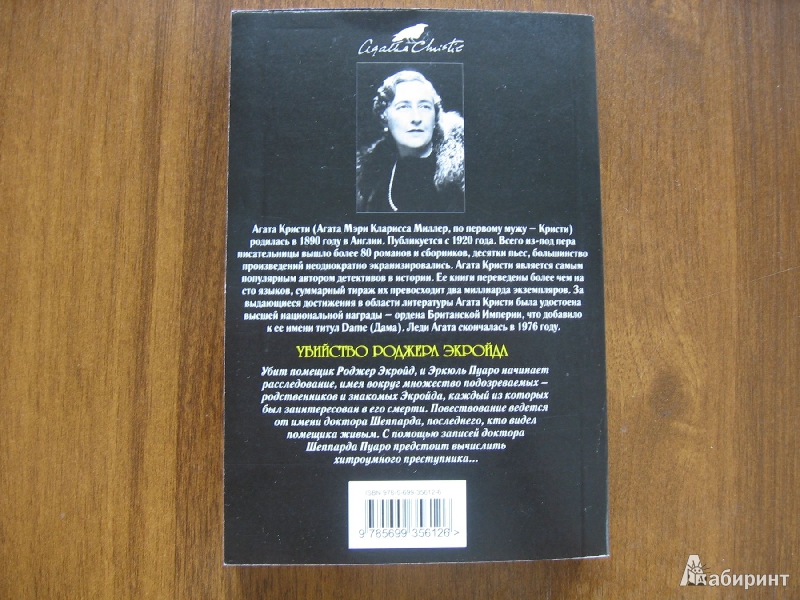 Agatha Christie
Агата Кристи (Агата Мэри Кларисса Миллер, по первому мужу – Кристи)
родилась в 1890 году в Англии. Публикуется с 1920 года. Всего из-под пера
писательницы вышло более 80 романов и сборников, десятки пьес, большинство
произведений неоднократно экранизировались. Агата Кристи является самым
популярным автором детективов в истории. Ее книги переведены более чем на
сто языков, суммарный тираж их превосходит два миллиарда экземпляров. За
выдающиеся достижения в области литературы Агата Кристи была удостоена
высшей национальной награды – ордена Британской Империи, что добавило
к ее имени титул Dame (Дама). Леди Агата скончалась в 1976 году.
УБИЙСТВО РОДЖЕРА ЭКРОЙДА
Убит помещик Роджер Экройд, и Эркюль Пуаро начинает
расследование, имея вокруг множество подозреваемых –
родственников и знакомых Экройда, каждый из которых
был заинтересован в его смерти. Повествование ведется
от имени доктора Шеппарда, последнего, кто видел
помещика живым. С помощью записей доктора
Шеппарда Пуаро предстоит вычислить
хитроумного преступника...
ISBN 978-5-699-35612-6
9 785699 356126 >
Лабиринт